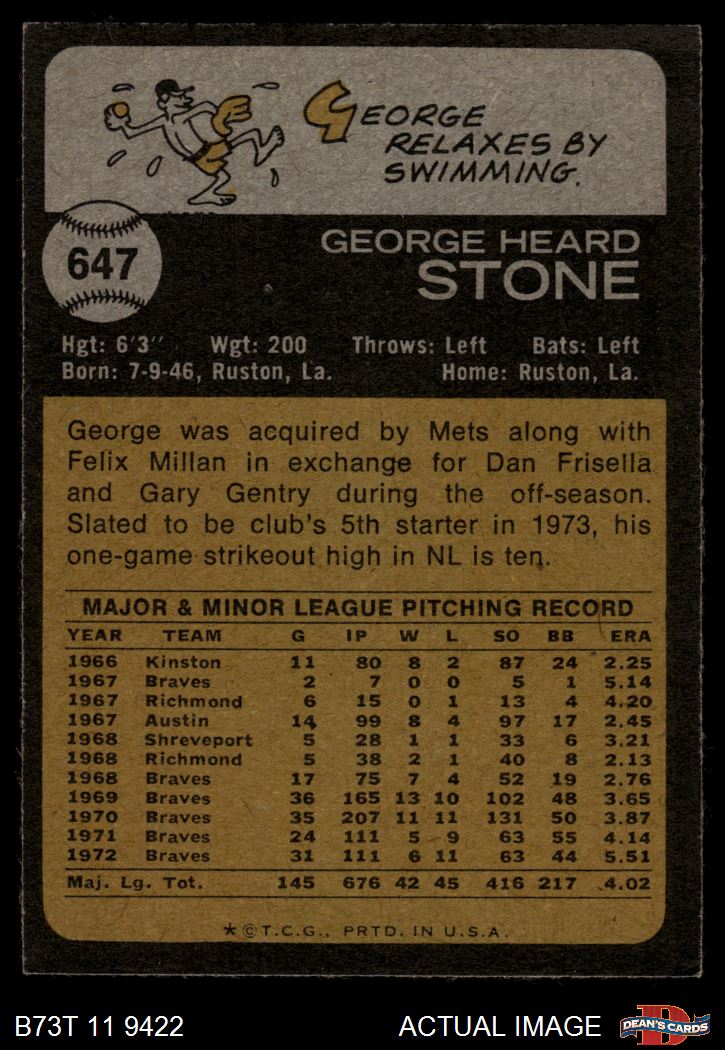 GEORGE
RELAXES BY
SWIMMING.
647
GEORGE HEARD
STONE
Hgt: 6'3" Wgt: 200 Throws: Left Bats: Left
Born: 7-9-46, Ruston, La. Home: Ruston, La.
George was acquired by Mets along with
Felix Millan in exchange for Dan Frisella
and Gary Gentry during the off-season.
Slated to be club's 5th starter in 1973, his
one-game strikeout high in NL is ten.
MAJOR & MINOR LEAGUE PITCHING RECORD
YEAR TEAM G IP W L SO BB ERA
1966 Kinston 11 80 8 2 87 24 2.25
1967 Braves 2 7 0 0 5 1 5.14
1967 Richmond 6 15 0 1 13 4 4.20
1967 Austin 14 99 8 4 97 17 2.45
1968 Shreveport 5 28 1 1 33 6 3.21
1968 Richmond 5 38 2 1 40 8 2.13
1968 Braves 17 75 7 4 52 19 2.76
1969 Braves 36 165 13 10 102 48 3.65
1970 Braves 35 207 11 11 131 50 3.87
1971 Braves 24 111 5 9 63 55 4.14
1972 Braves 31 111 6 11 63 44 5.51
Maj. Lg. Tot. 145 676 42 45 416 217 4.02
*©T.C.G., PRTD. IN U.S.A.
B73T 11 9422 ACTUAL IMAGE D DEAN'S CARDS